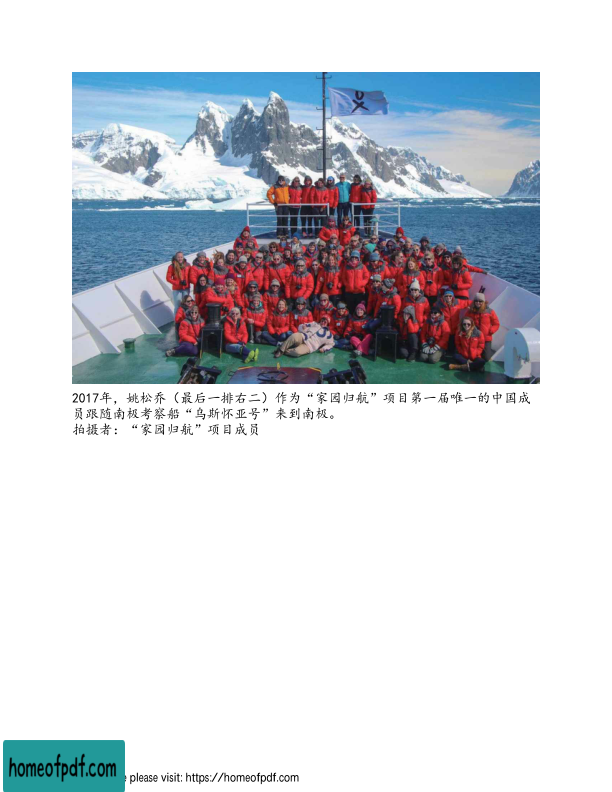 2017年，姚松乔（最后一排右二）作为“家园归航”项目第一届唯一的中国成
员跟随南极考察船“乌斯怀亚号”来到南极。
拍摄者：“家园归航”项目成员
homeofpdf.com
e please visit: https://homeofpdf.com